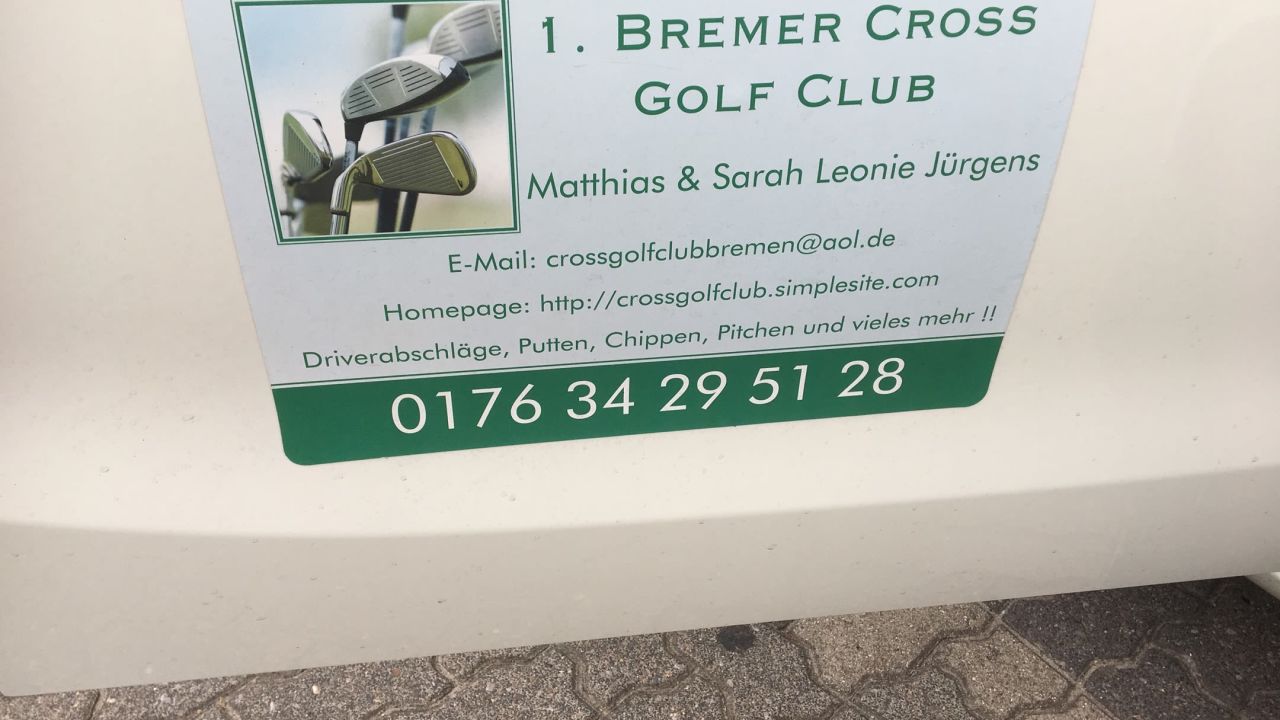 1. BREMER CROSS
GOLF CLUB
Matthias & Sarah Leonie Jürgens
E-Mail: crossgolfclubbremen@aol.de
Homepage: http://crossgolfclub.simplesite.com
Driverabschläge, Putten, Chippen, Pitchen und vieles mehr !!
0176 34 29 51 28